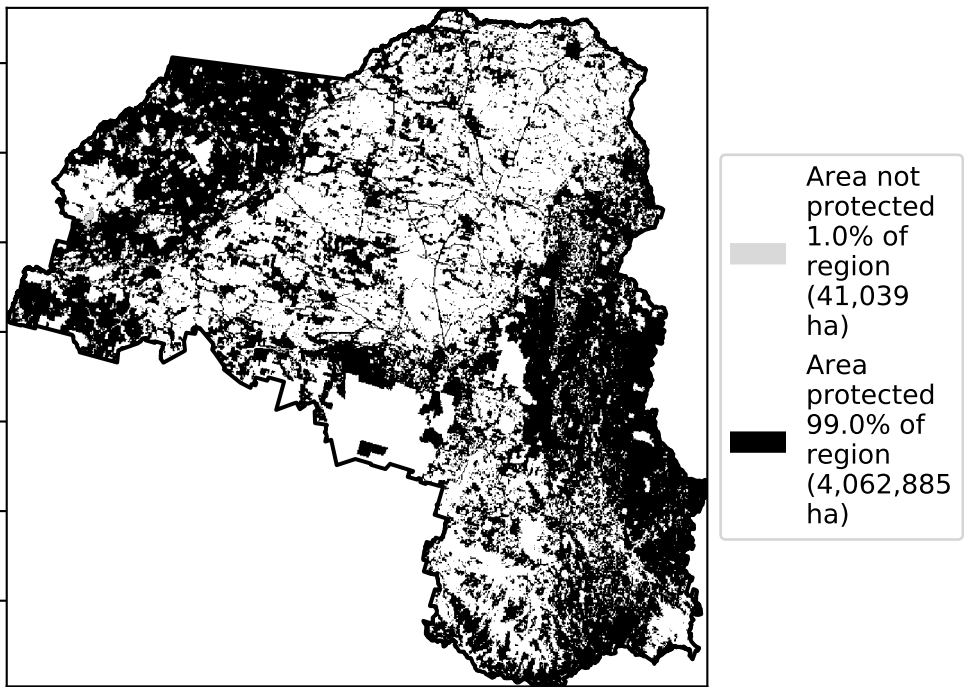 Area not
protected
1.0% of
region
(41,039
ha)
Area
protected
99.0% of
region
(4,062,885
ha)